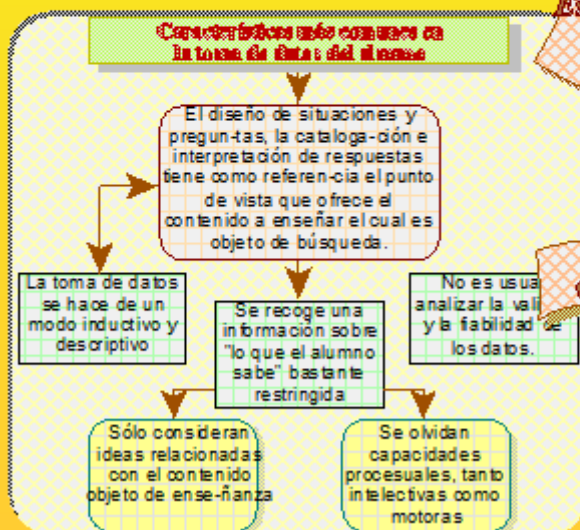 Características más comunes en
la toma de datos del alumno
El diseño de situaciones y
pregun-tas, la cataloga-ción e
interpretación de respuestas
tiene como referen-cia el punto
de vista que ofrece el
contenido a enseñar el cual es
objeto de búsqueda.
La toma de datos
se hace de un
modo inductivo y
descriptivo
Se recoge una
información sobre
"lo que el alumno
sabe" bastante
restringida
No es usua
analizar la vali
y la fiabilidad de
los datos.
Sólo consideran
ideas relacionadas
con el contenido
objeto de ense-ñanza
Se olvidan
capacidades
procesuales, tanto
intelectivas como
motoras